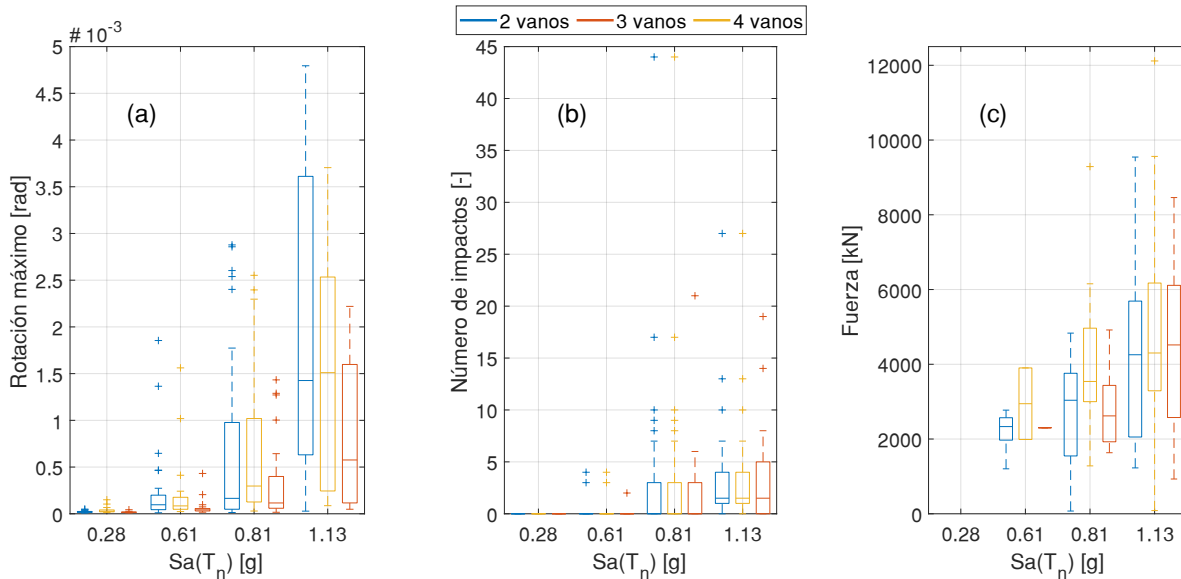 2 vanos 3 vanos 4 vanos
# 10^-3
5
4.5
4
3.5
3
2.5
2
1.5
1
0.5
0
Rotación máximo [rad]
(a)
0.28 0.61 0.81 1.13
Sa(T_n) [g]
45
40
35
30
25
20
15
10
5
0
Número de impactos [-]
(b)
0.28 0.61 0.81 1.13
Sa(T_n) [g]
12000
10000
8000
6000
4000
2000
0
Fuerza [kN]
(c)
0.28 0.61 0.81 1.13
Sa(T_n) [g]